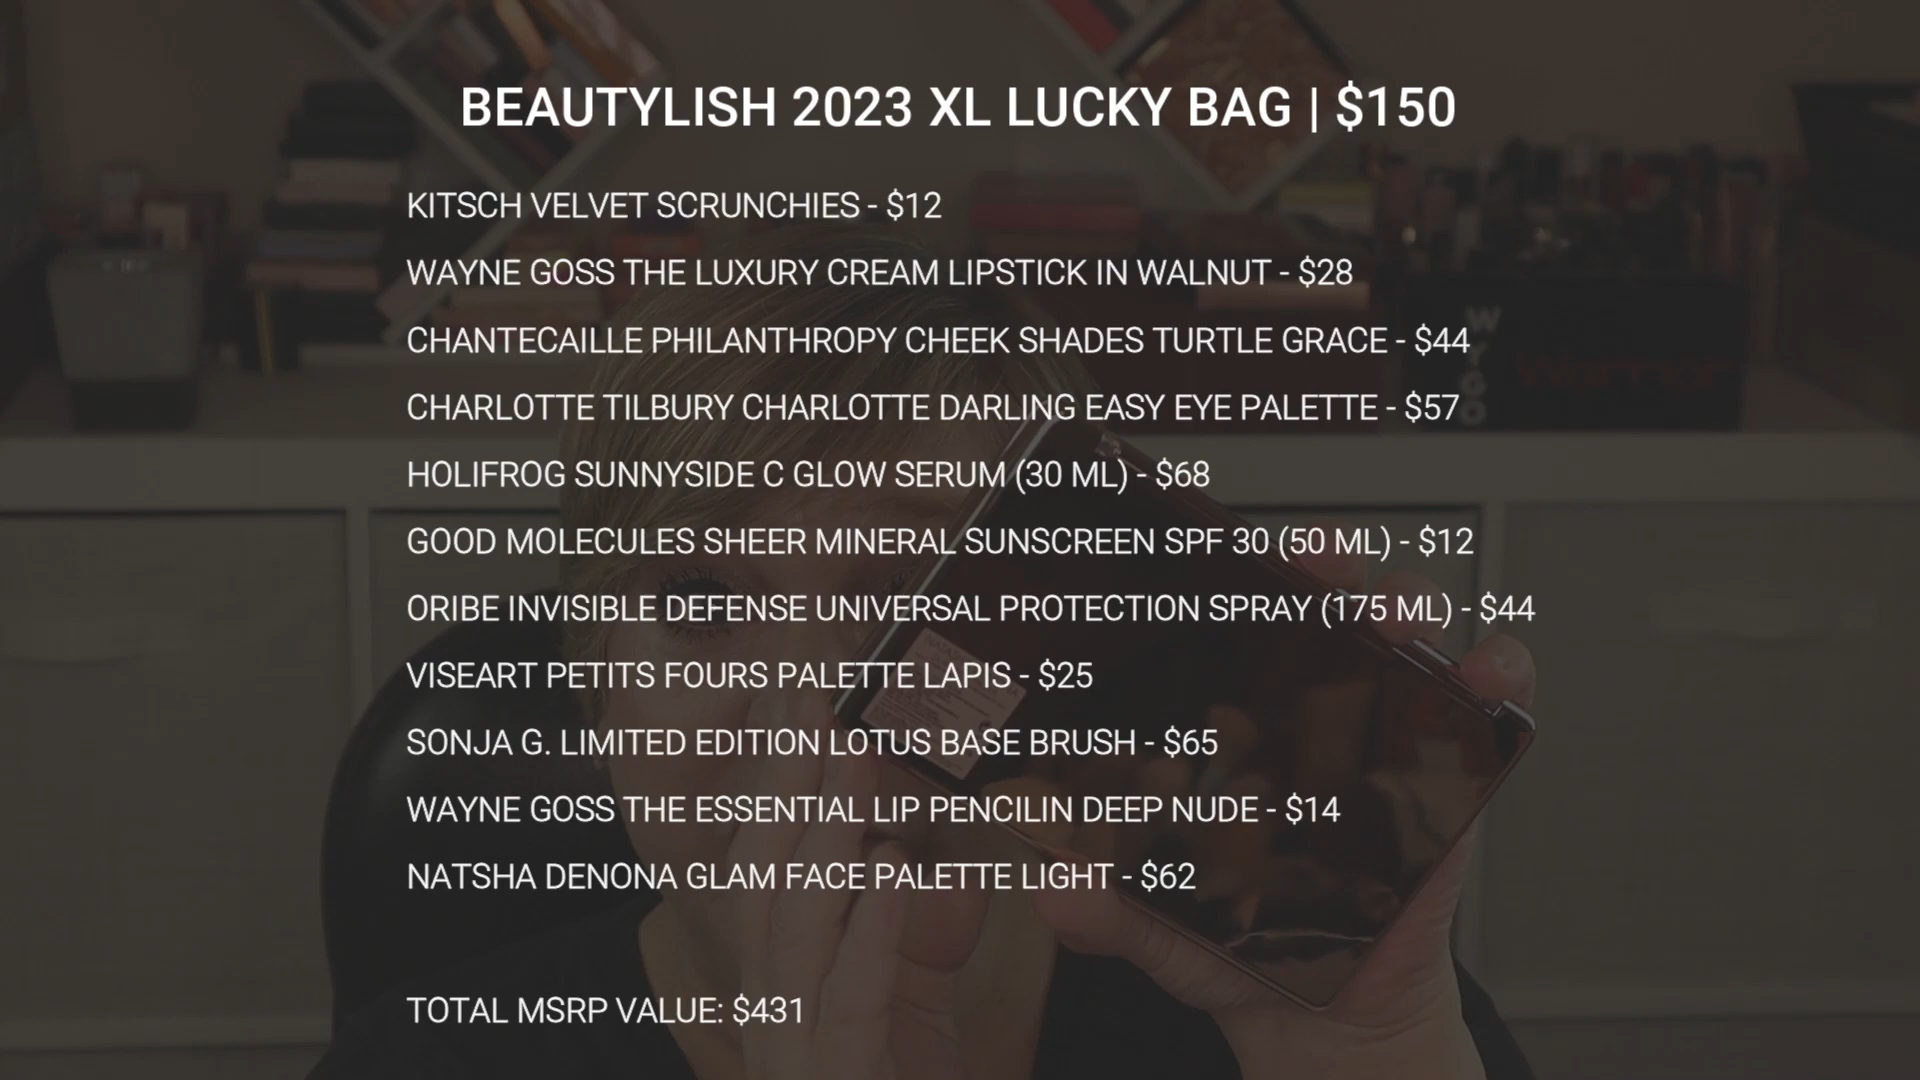 BEAUTYLISH 2023 XL LUCKY BAG | $150
KITSCH VELVET SCRUNCHIES - $12
WAYNE GOSS THE LUXURY CREAM LIPSTICK IN WALNUT - $28
CHANTECAILLE PHILANTHROPY CHEEK SHADES TURTLE GRACE - $44
CHARLOTTE TILBURY CHARLOTTE DARLING EASY EYE PALETTE - $57
HOLIFROG SUNNYSIDE C GLOW SERUM (30 ML) - $68
GOOD MOLECULES SHEER MINERAL SUNSCREEN SPF 30 (50 ML) - $12
ORIBE INVISIBLE DEFENSE UNIVERSAL PROTECTION SPRAY (175 ML) - $44
VISEART PETITS FOURS PALETTE LAPIS - $25
SONJA G. LIMITED EDITION LOTUS BASE BRUSH - $65
WAYNE GOSS THE ESSENTIAL LIP PENCILIN DEEP NUDE - $14
NATSHA DENONA GLAM FACE PALETTE LIGHT - $62
TOTAL MSRP VALUE: $431